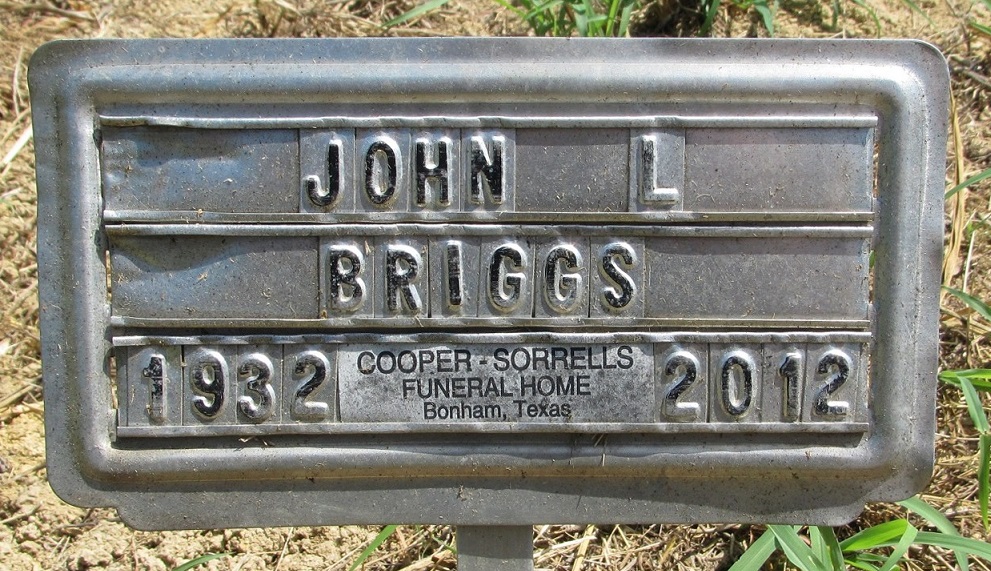 JOHN L
BRIGGS
1932 COOPER-SORRELLS 2012
FUNERAL HOME
Bonham, Texas